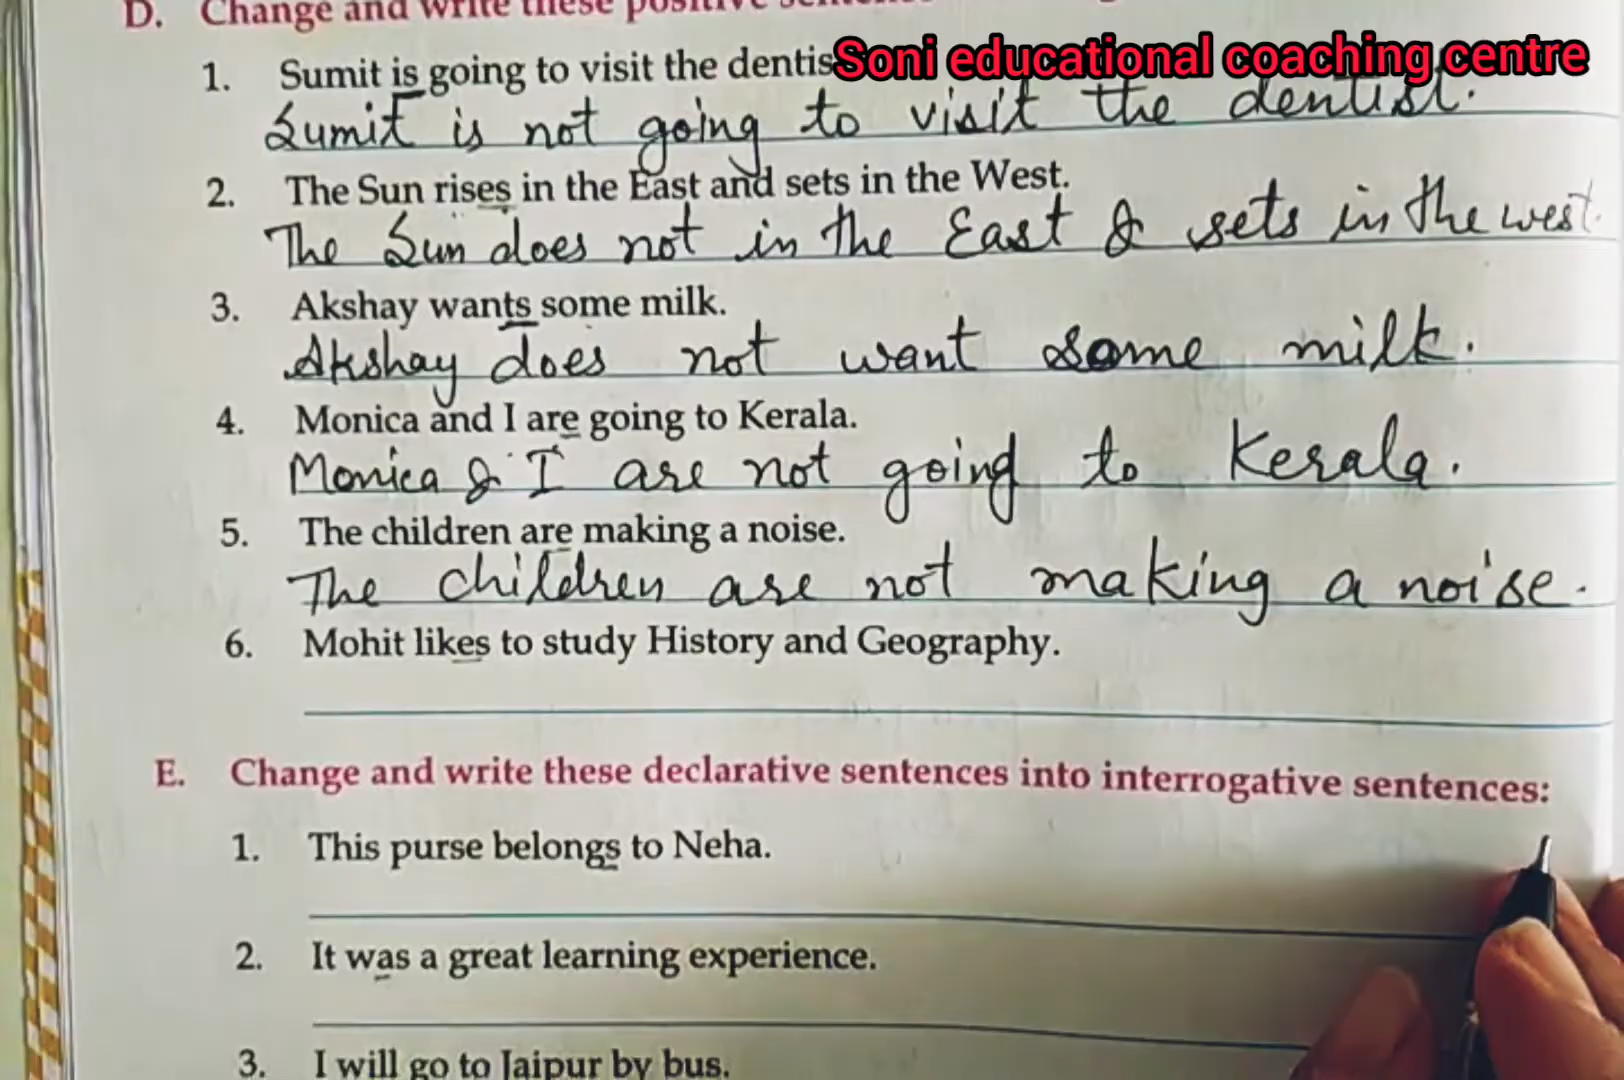 D. Change and write these positive
Soni educational coaching centre
1. Sumit is going to visit the dentis
Sumit is not going to visit the dentist.
2. The Sun rises in the East and sets in the West.
The Sun does not in the East & sets in the west.
3. Akshay wants some milk.
Akshay does not want some milk.
4. Monica and I are going to Kerala.
Monica & I are not going to Kerala.
5. The children are making a noise.
The children are not making a noise.
6. Mohit likes to study History and Geography.
E. Change and write these declarative sentences into interrogative sentences:
1. This purse belongs to Neha.
2. It was a great learning experience.
3. I will go to Jaipur by bus.